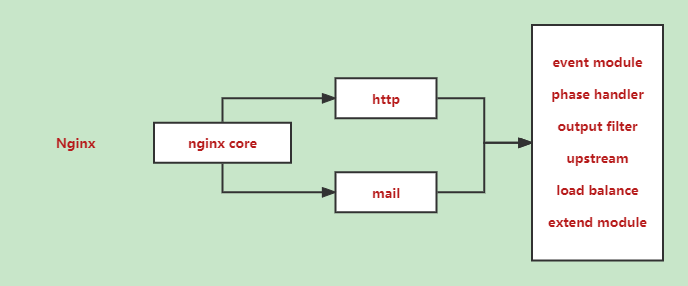 Nginx
nginx core
http
mail
event module
phase handler
output filter
upstream
load balance
extend module